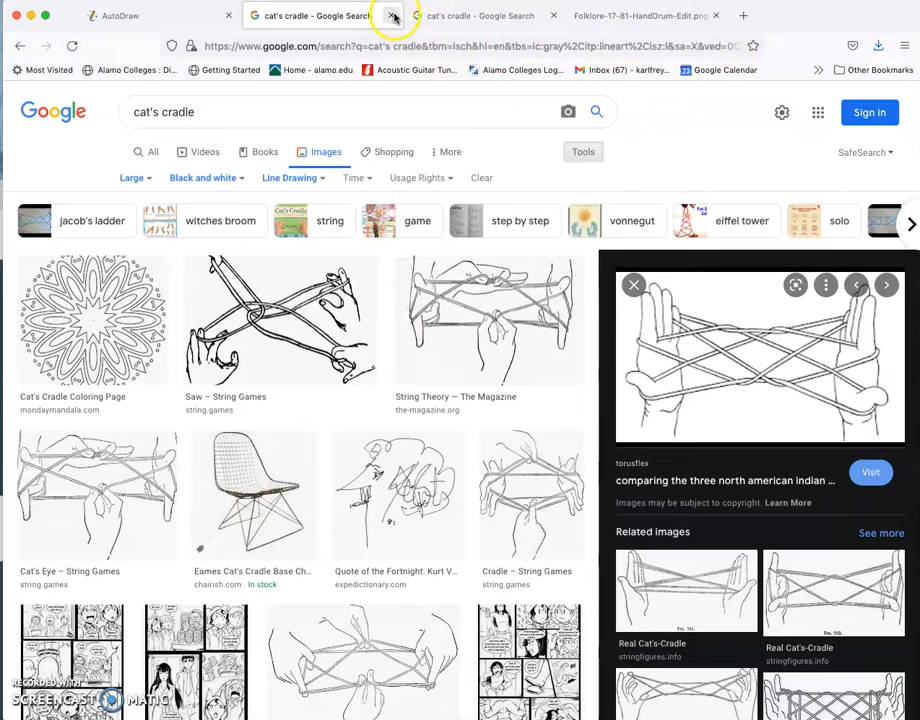 AutoDraw
cat's cradle - Google Search
cat's cradle - Google Search
Folklore-17-81-HandDrum-Edit.png
https://www.google.com/search?q=cat's cradle&tbm=isch&hl=en&tbs=ic:gray%2Citp:lineart%2Cisz:l&sa=X&ved=0C
Most Visited
Alamo Colleges : Di...
Getting Started
Home - alamo.edu
Acoustic Guitar Tun...
Alamo Colleges Log...
Inbox (67) - karlfrey...
23 Google Calendar
Other Bookmarks
Google
cat's cradle
Sign in
All
Videos
Books
Images
Shopping
More
Tools
SafeSearch
Large
Black and white
Line Drawing
Time
Usage Rights
Clear
jacob's ladder
witches broom
string
game
step by step
vonnegut
eiffel tower
solo
Cat's Cradle Coloring Page
mondaymandala.com
Saw – String Games
string.games
String Theory — The Magazine
the-magazine.org
torusflex
comparing the three north american indian ...
Visit
Images may be subject to copyright. Learn More
Related images
See more
Cat's Eye – String Games
string.games
Eames Cat's Cradle Base Ch...
chairish.com · In stock
Quote of the Fortnight: Kurt V...
expedictionary.com
Cradle – String Games
string.games
Real Cat's-Cradle
stringfigures.info
Real Cat's-Cradle
stringfigures.info
RECORDED WITH
SCREENCAST MATIC